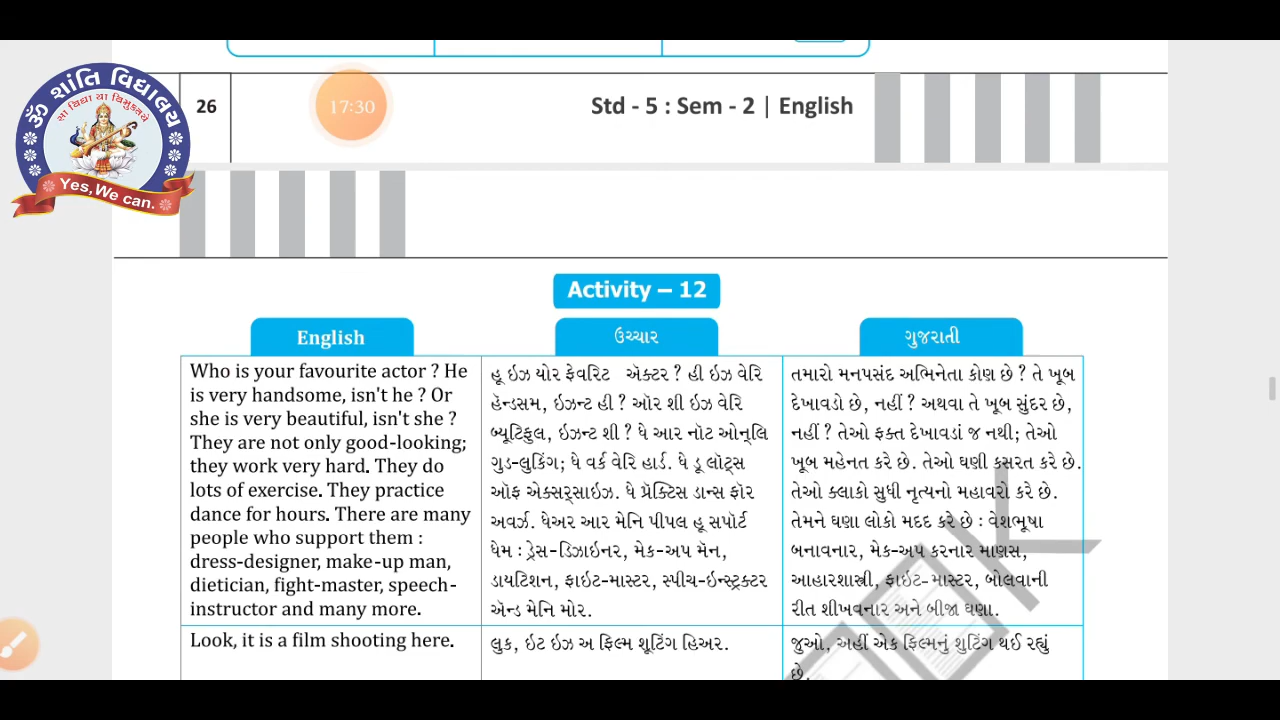 ૐ શાંતિ વિદ્યાલય
સા વિદ્યા યા વિમુક્તયે
Yes, We can.
26
17:30
Std - 5 : Sem - 2 | English
Activity – 12
English
Who is your favourite actor ? He
is very handsome, isn't he ? Or
she is very beautiful, isn't she ?
They are not only good-looking;
they work very hard. They do
lots of exercise. They practice
dance for hours. There are many
people who support them :
dress-designer, make-up man,
dietician, fight-master, speech-
instructor and many more.
Look, it is a film shooting here.
ઉચ્ચાર
હૂ ઇઝ યોર ફેવરિટ ઍક્ટર ? હી ઇઝ વેરિ
હૅન્ડસમ, ઇઝન્ટ હી ? ઑર શી ઇઝ વેરિ
બ્યૂટિફુલ, ઇઝન્ટ શી ? ધે આર નૉટ ઓન્‌લિ
ગુડ-લુકિંગ; ધે વર્ક વેરિ હાર્ડ. ધે ડૂ લૉટ્સ
ઑફ એક્સર્‌સાઇઝ. ધે પ્રૅક્ટિસ ડાન્સ ફૉર
અવર્ઝ. ધેઅર આર મેનિ પીપલ હૂ સપૉર્ટ
ધેમ : ડ્રેસ-ડિઝાઇનર, મેક-અપ મૅન,
ડાયટિશન, ફાઇટ-માસ્ટર, સ્પીચ-ઇન્સ્ટ્રક્ટર
ઍન્ડ મેનિ મોર.
લુક, ઇટ ઇઝ અ ફિલ્મ શૂટિંગ હિઅર.
ગુજરાતી
તમારો મનપસંદ અભિનેતા કોણ છે ? તે ખૂબ
દેખાવડો છે, નહીં ? અથવા તે ખૂબ સુંદર છે,
નહીં ? તેઓ ફક્ત દેખાવડાં જ નથી; તેઓ
ખૂબ મહેનત કરે છે. તેઓ ઘણી કસરત કરે છે.
તેઓ કલાકો સુધી નૃત્યનો મહાવરો કરે છે.
તેમને ઘણા લોકો મદદ કરે છે : વેશભૂષા
બનાવનાર, મેક-અપ કરનાર માણસ,
આહારશાસ્ત્રી, ફાઇટ-માસ્ટર, બોલવાની
રીત શીખવનાર અને બીજા ઘણા.
જુઓ, અહીં એક ફિલ્મનું શુટિંગ થઈ રહ્યું
છે.